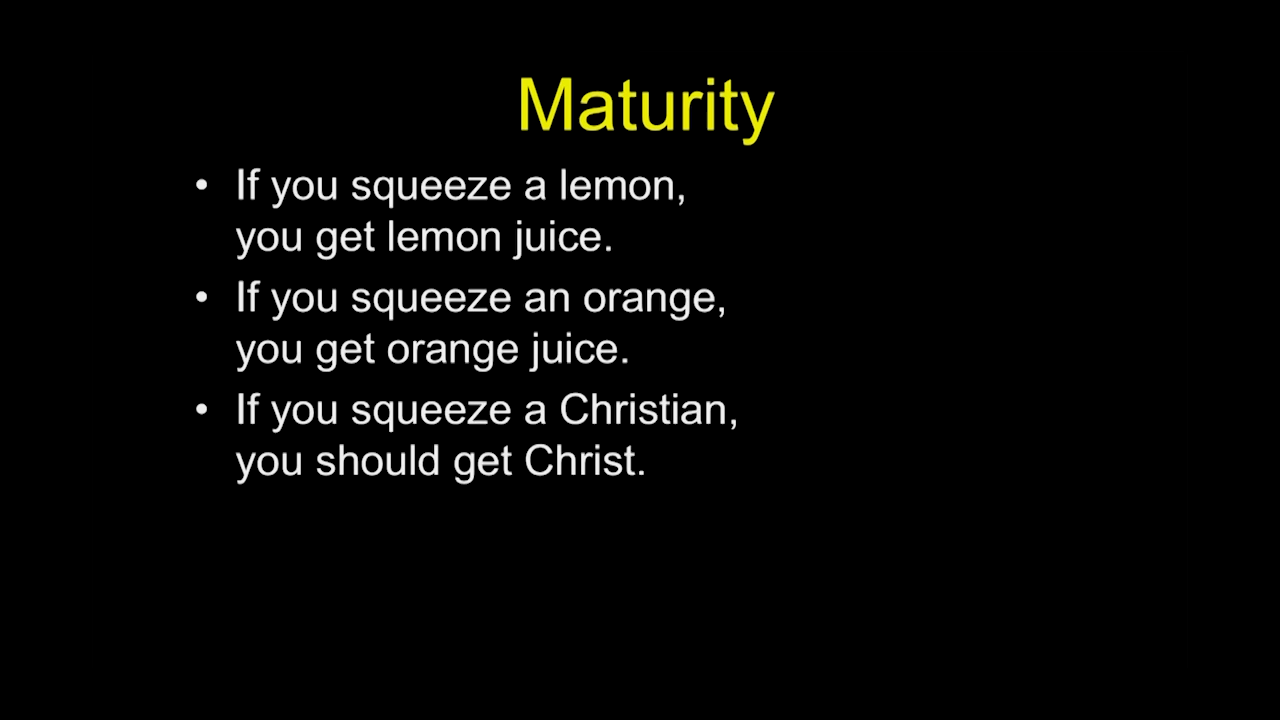 Maturity
• If you squeeze a lemon,
you get lemon juice.
• If you squeeze an orange,
you get orange juice.
• If you squeeze a Christian,
you should get Christ.